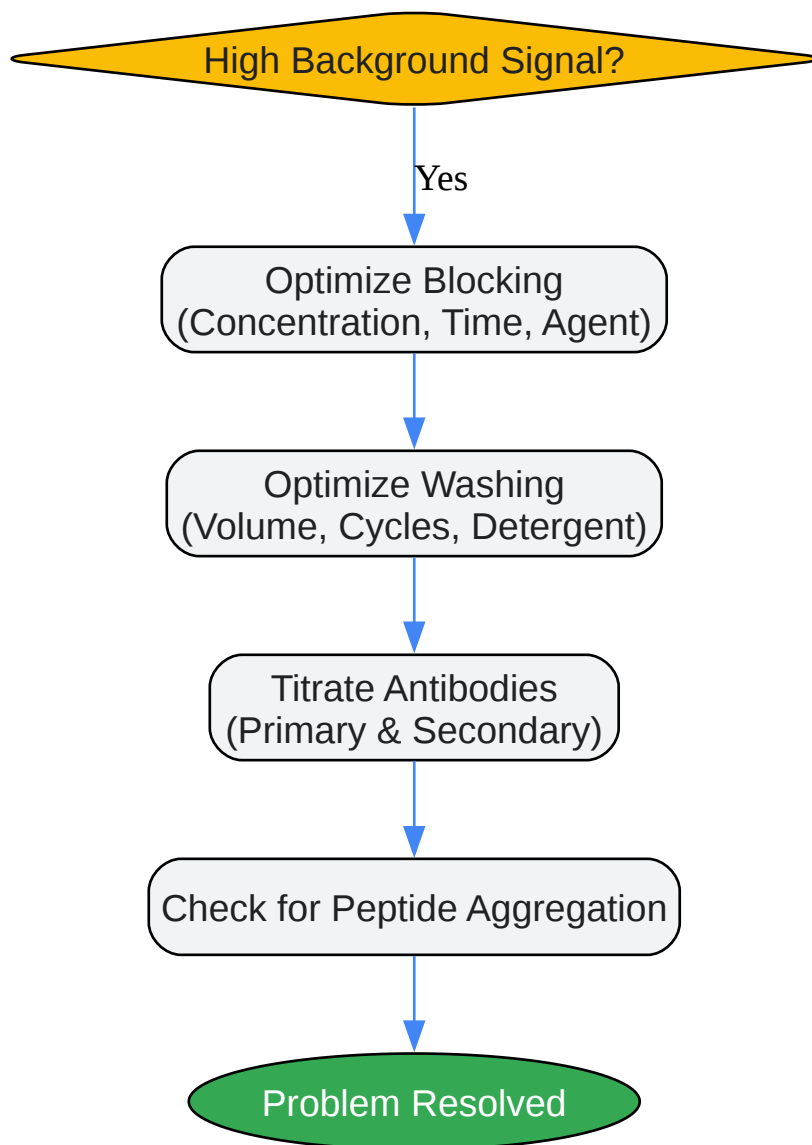 High Background Signal?
Yes
Optimize Blocking
(Concentration, Time, Agent)
Optimize Washing
(Volume, Cycles, Detergent)
Titrate Antibodies
(Primary & Secondary)
Check for Peptide Aggregation
Problem Resolved